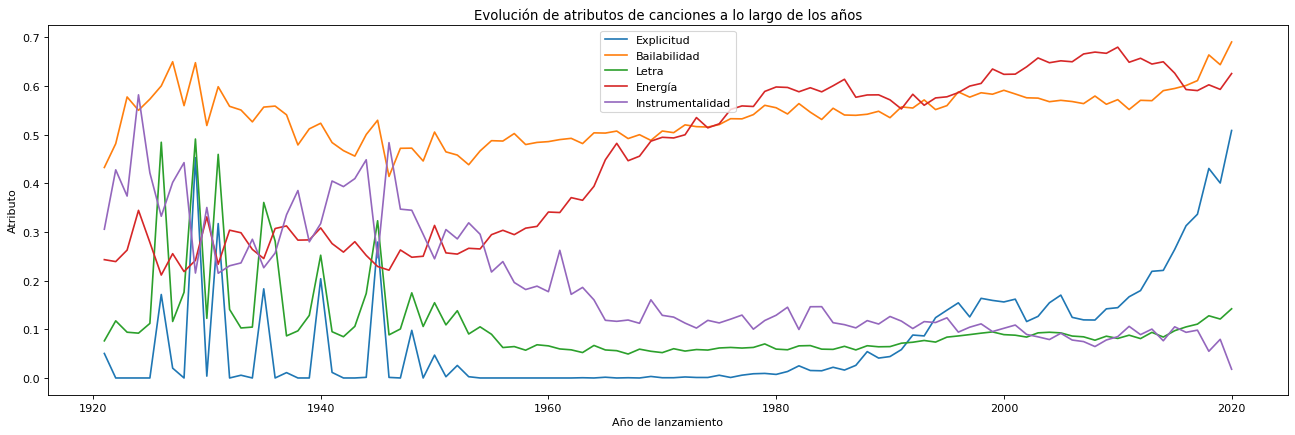 Evolución de atributos de canciones a lo largo de los años
Explicitud
Bailabilidad
Letra
Energía
Instrumentalidad
Atributo
0.7
0.6
0.5
0.4
0.3
0.2
0.1
0.0
1920
1940
1960
1980
2000
2020
Año de lanzamiento